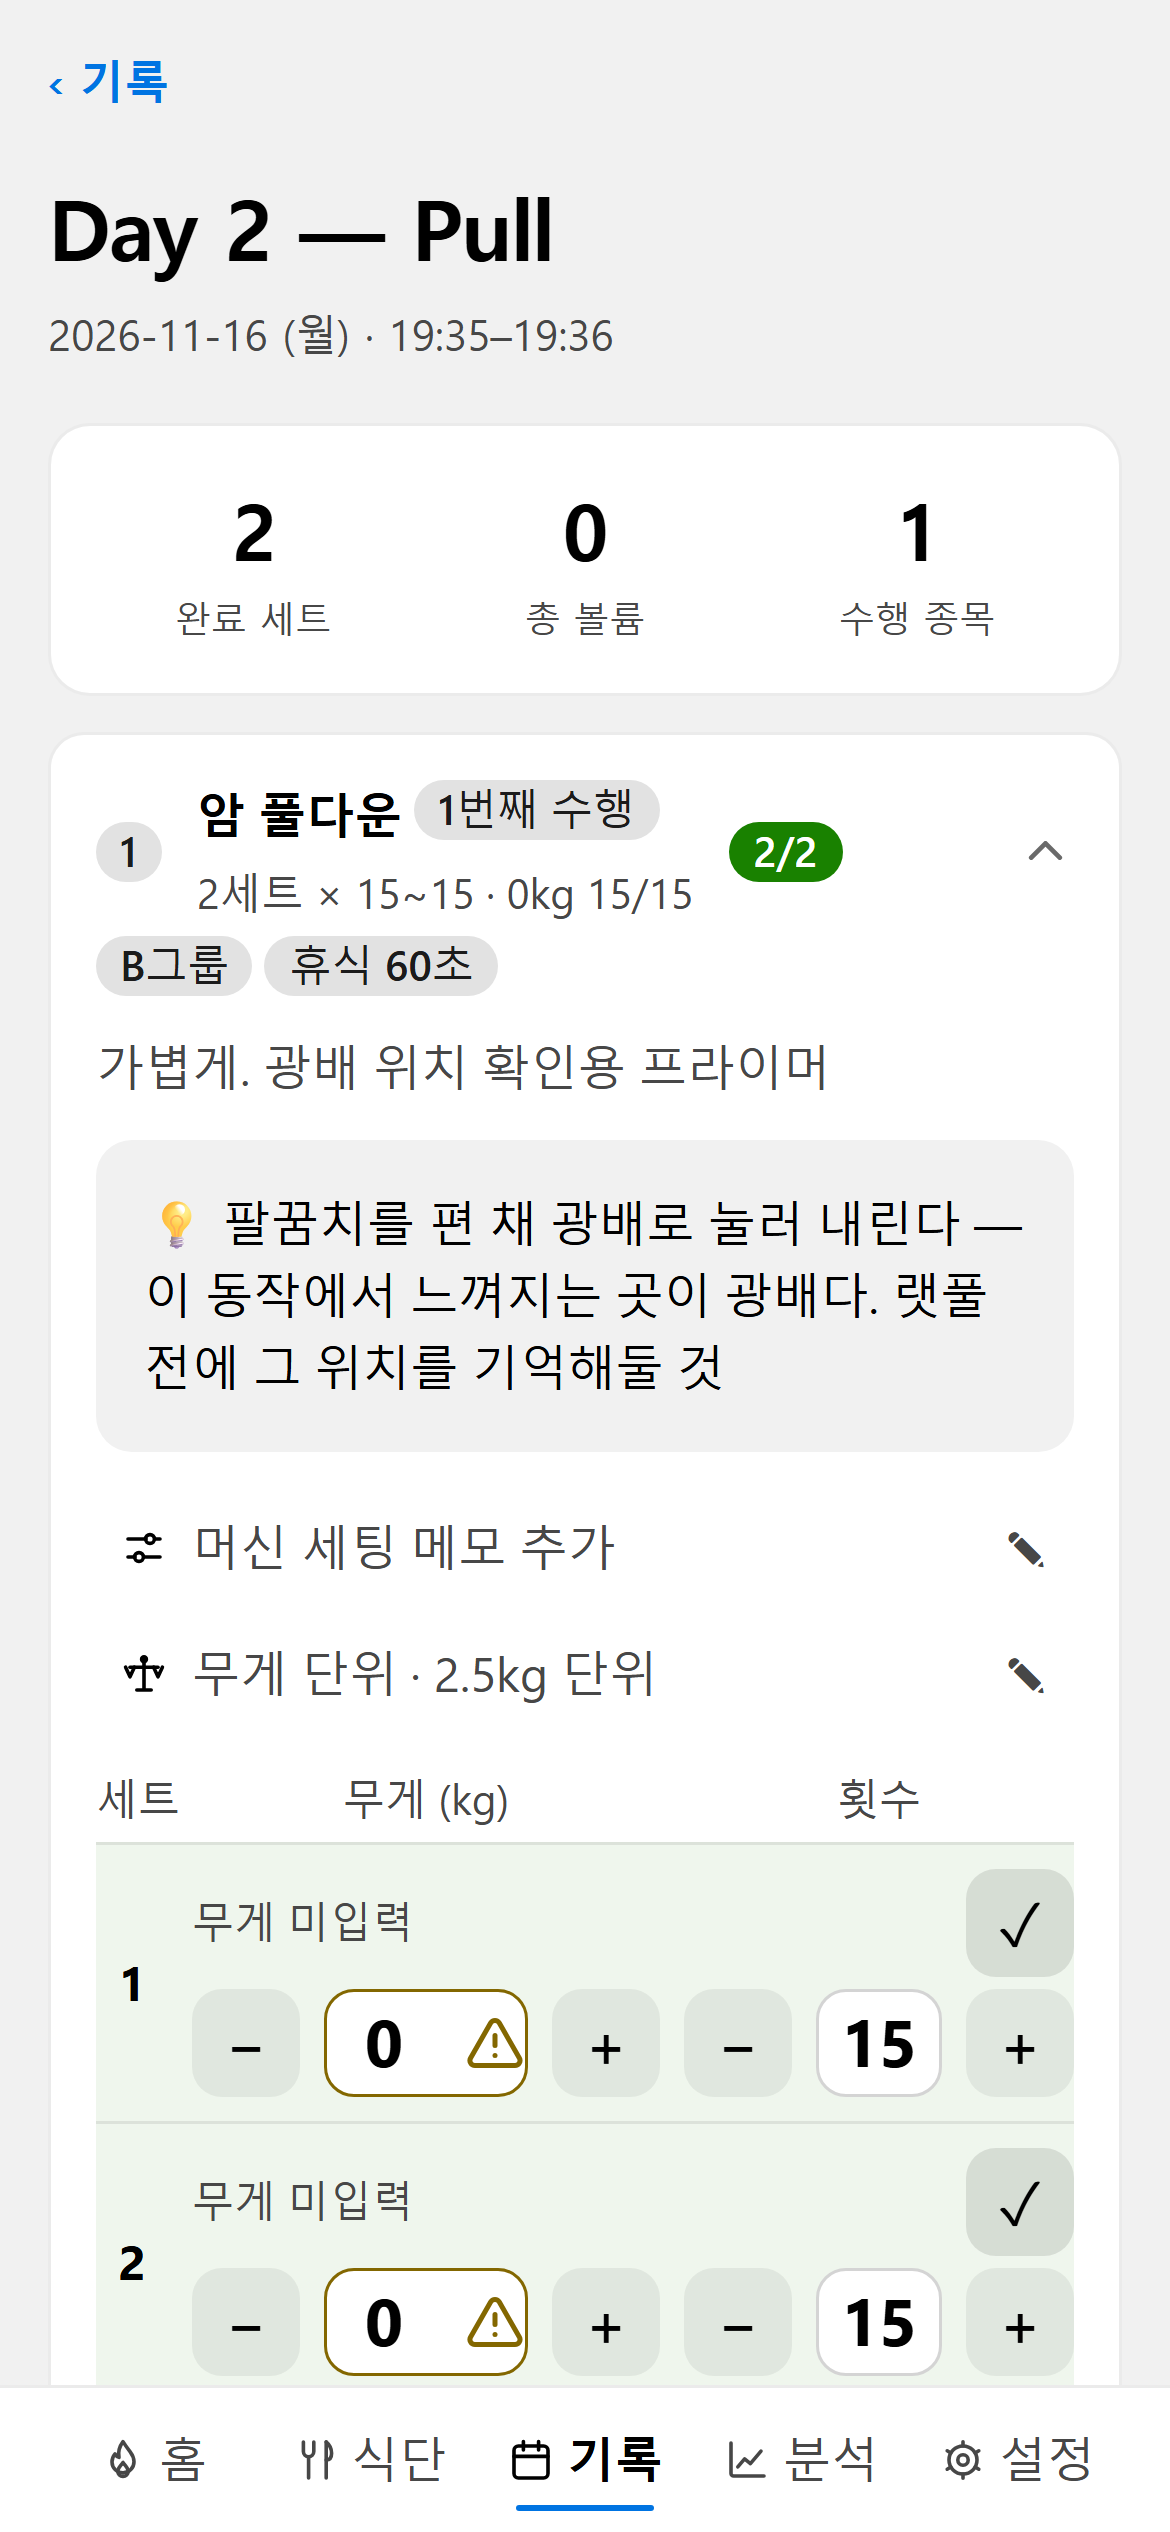 ‹ 기록
Day 2 — Pull
2026-11-16 (월) · 19:35–19:36
2 0 1
완료 세트 총 볼륨 수행 종목
1 암 풀다운 1번째 수행 2/2
2세트 × 15~15 · 0kg 15/15
B그룹 휴식 60초
가볍게. 광배 위치 확인용 프라이머
💡 팔꿈치를 편 채 광배로 눌러 내린다 —
이 동작에서 느껴지는 곳이 광배다. 랫풀
전에 그 위치를 기억해둘 것
머신 세팅 메모 추가
무게 단위 · 2.5kg 단위
세트 무게 (kg) 횟수
무게 미입력 ✓
1 − 0 + − 15 +
무게 미입력 ✓
2 − 0 + − 15 +
홈 식단 기록 분석 설정